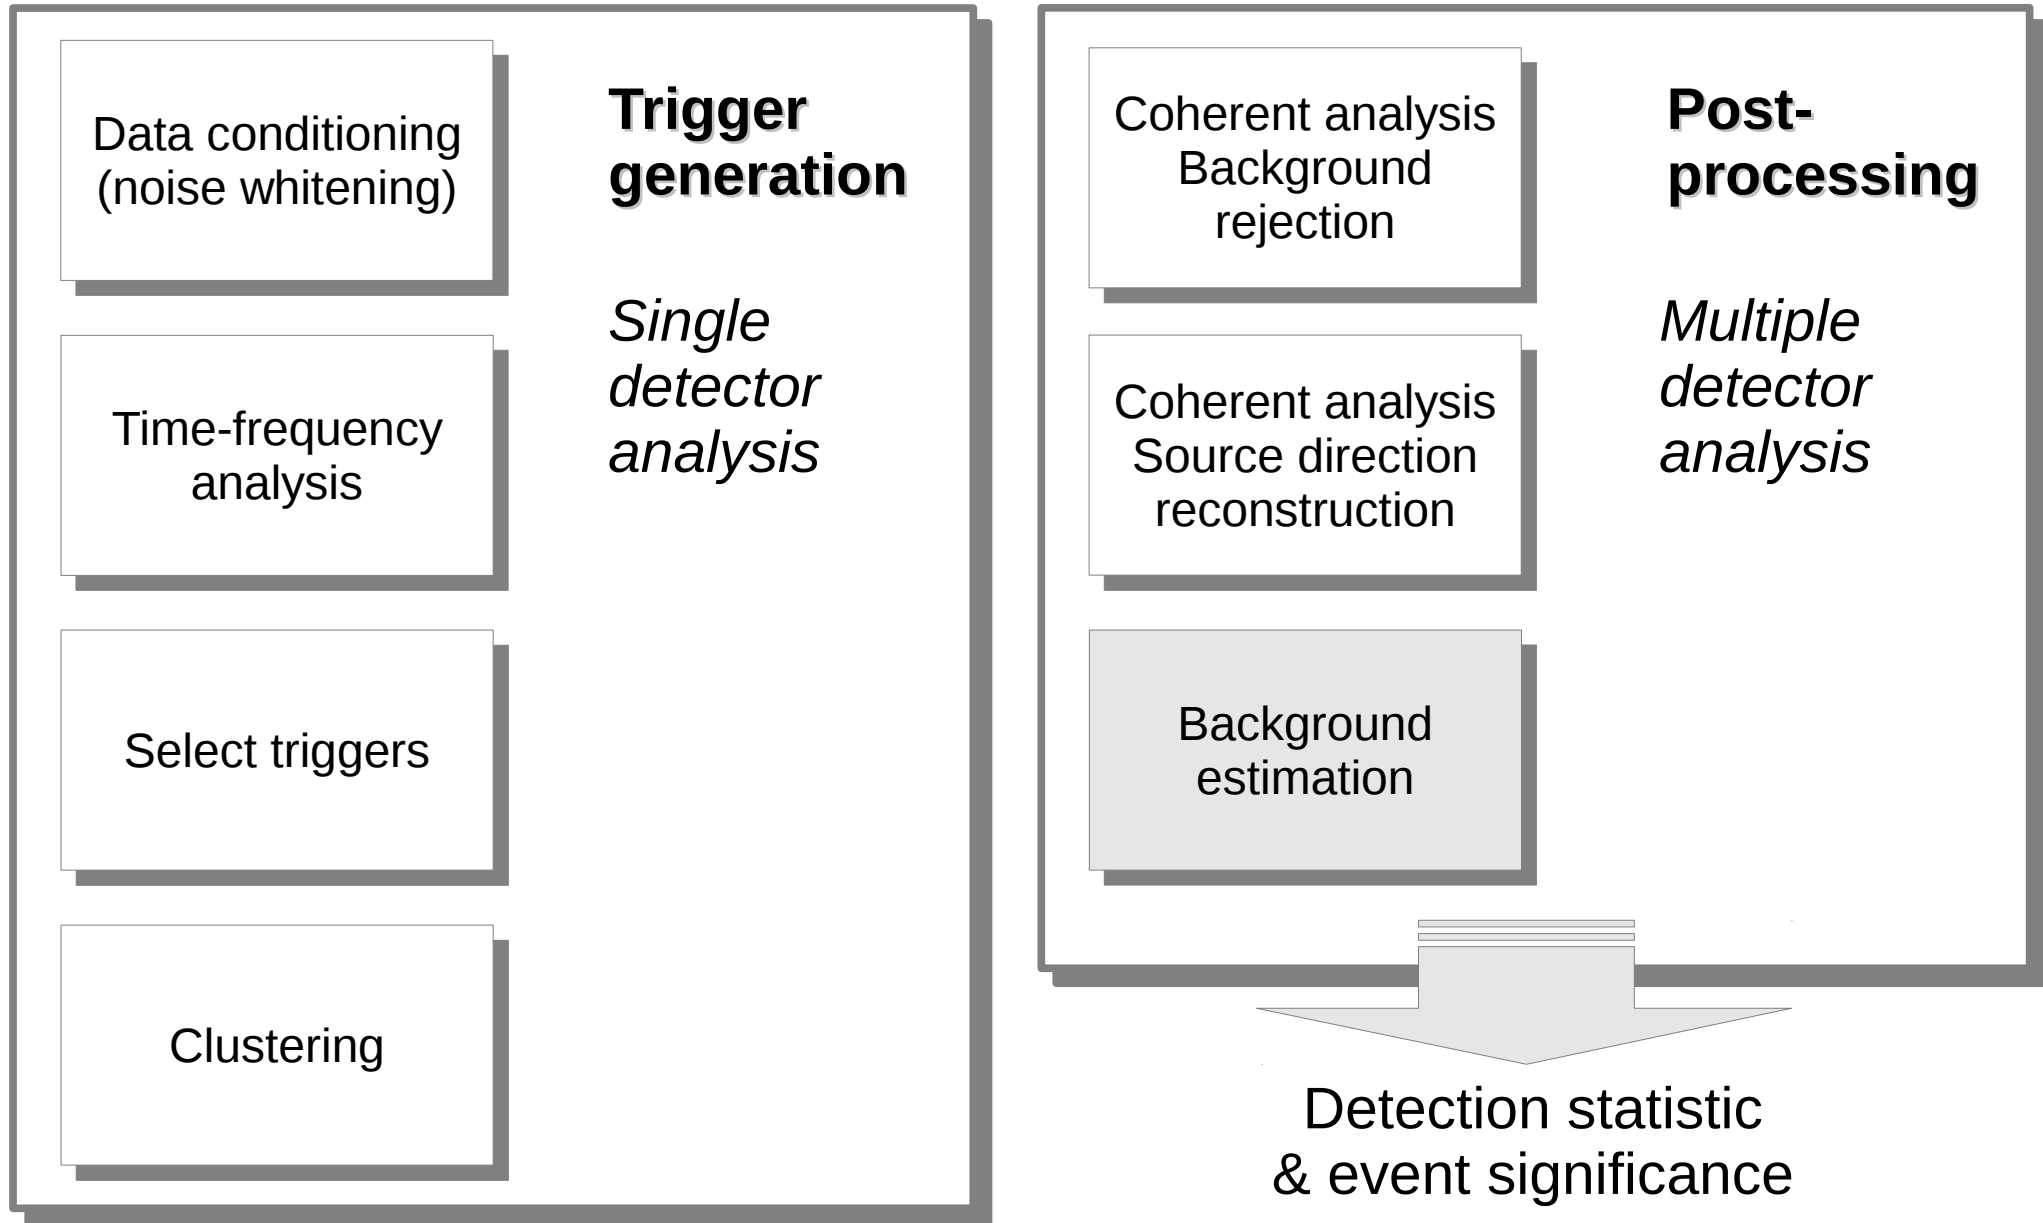 Trigger
generation
Single
detector
analysis
Data conditioning
(noise whitening)
Time-frequency
analysis
Select triggers
Clustering
Post-
processing
Multiple
detector
analysis
Coherent analysis
Background
rejection
Coherent analysis
Source direction
reconstruction
Background
estimation
Detection statistic
& event significance